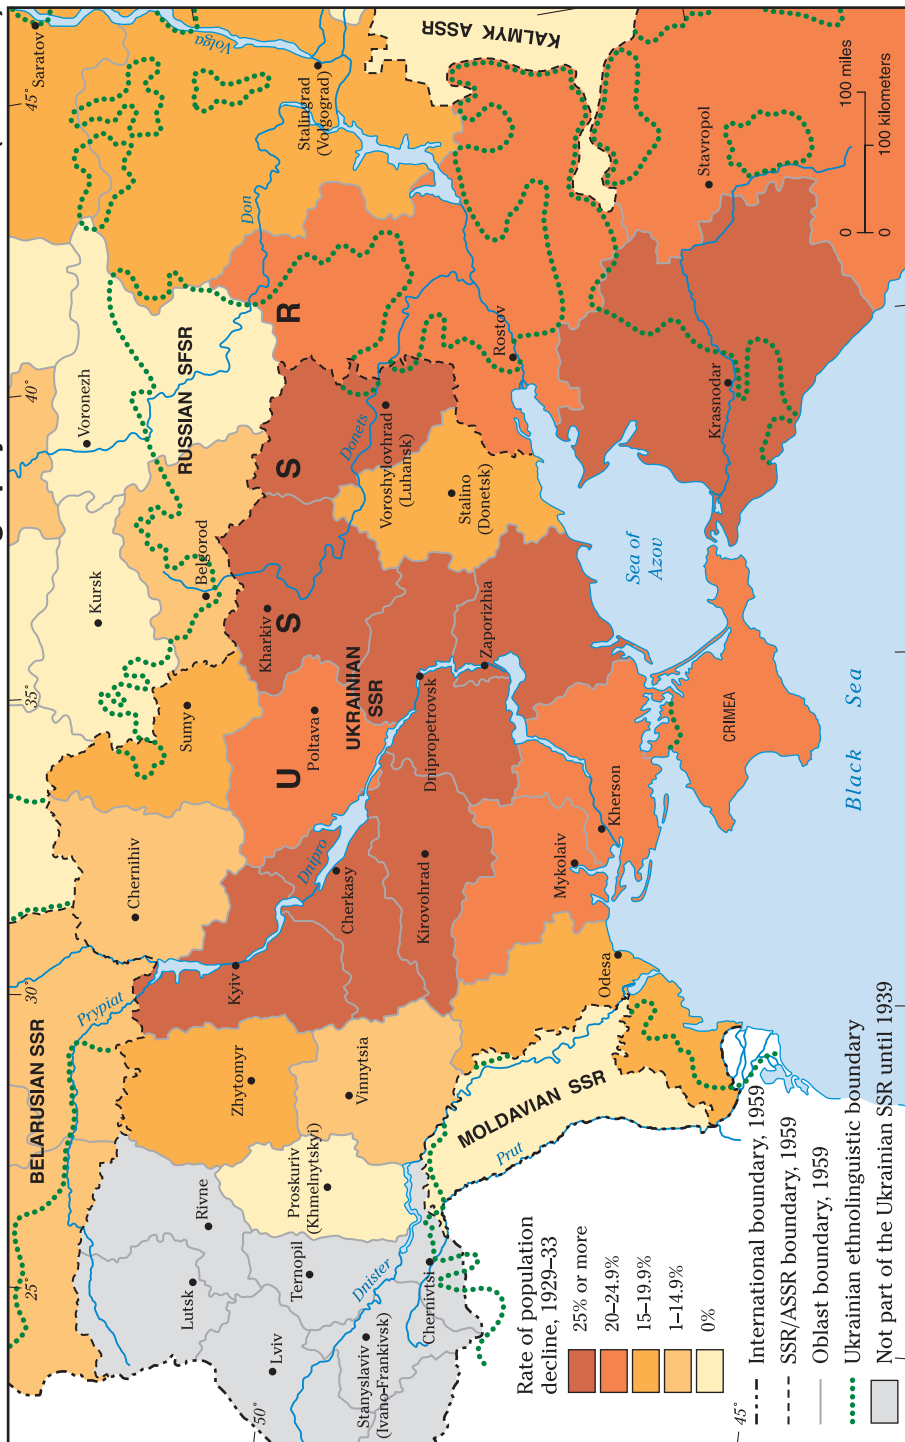 BELARUSIAN SSR
RUSSIAN SFSR
KALMYK ASSR
UKRAINIAN
SSR
MOLDAVIAN SSR
U
S
S
R
25°
30°
35°
40°
45°
50°
45°
Saratov
Volga
Stalingrad
(Volgograd)
Don
Voronezh
Kursk
Belgorod
Sumy
Chernihiv
Prypiat
Kyiv
Zhytomyr
Rivne
Lutsk
Lviv
Ternopil
Stanyslaviv
(Ivano-Frankivsk)
Dnister
Chernivtsi
Proskuriv
(Khmelnytskyi)
Vinnytsia
Prut
Cherkasy
Dnipro
Poltava
Kharkiv
Donets
Voroshylovhrad
(Luhansk)
Stalino
(Donetsk)
Kirovohrad
Dnipropetrovsk
Zaporizhia
Rostov
Mykolaiv
Kherson
Odesa
CRIMEA
Sea of
Azov
Black Sea
Krasnodar
Stavropol
0 100 miles
0 100 kilometers
Rate of population
decline, 1929–33
25% or more
20–24.9%
15–19.9%
1–14.9%
0%
International boundary, 1959
SSR/ASSR boundary, 1959
Oblast boundary, 1959
Ukrainian ethnolinguistic boundary
Not part of the Ukrainian SSR until 1939